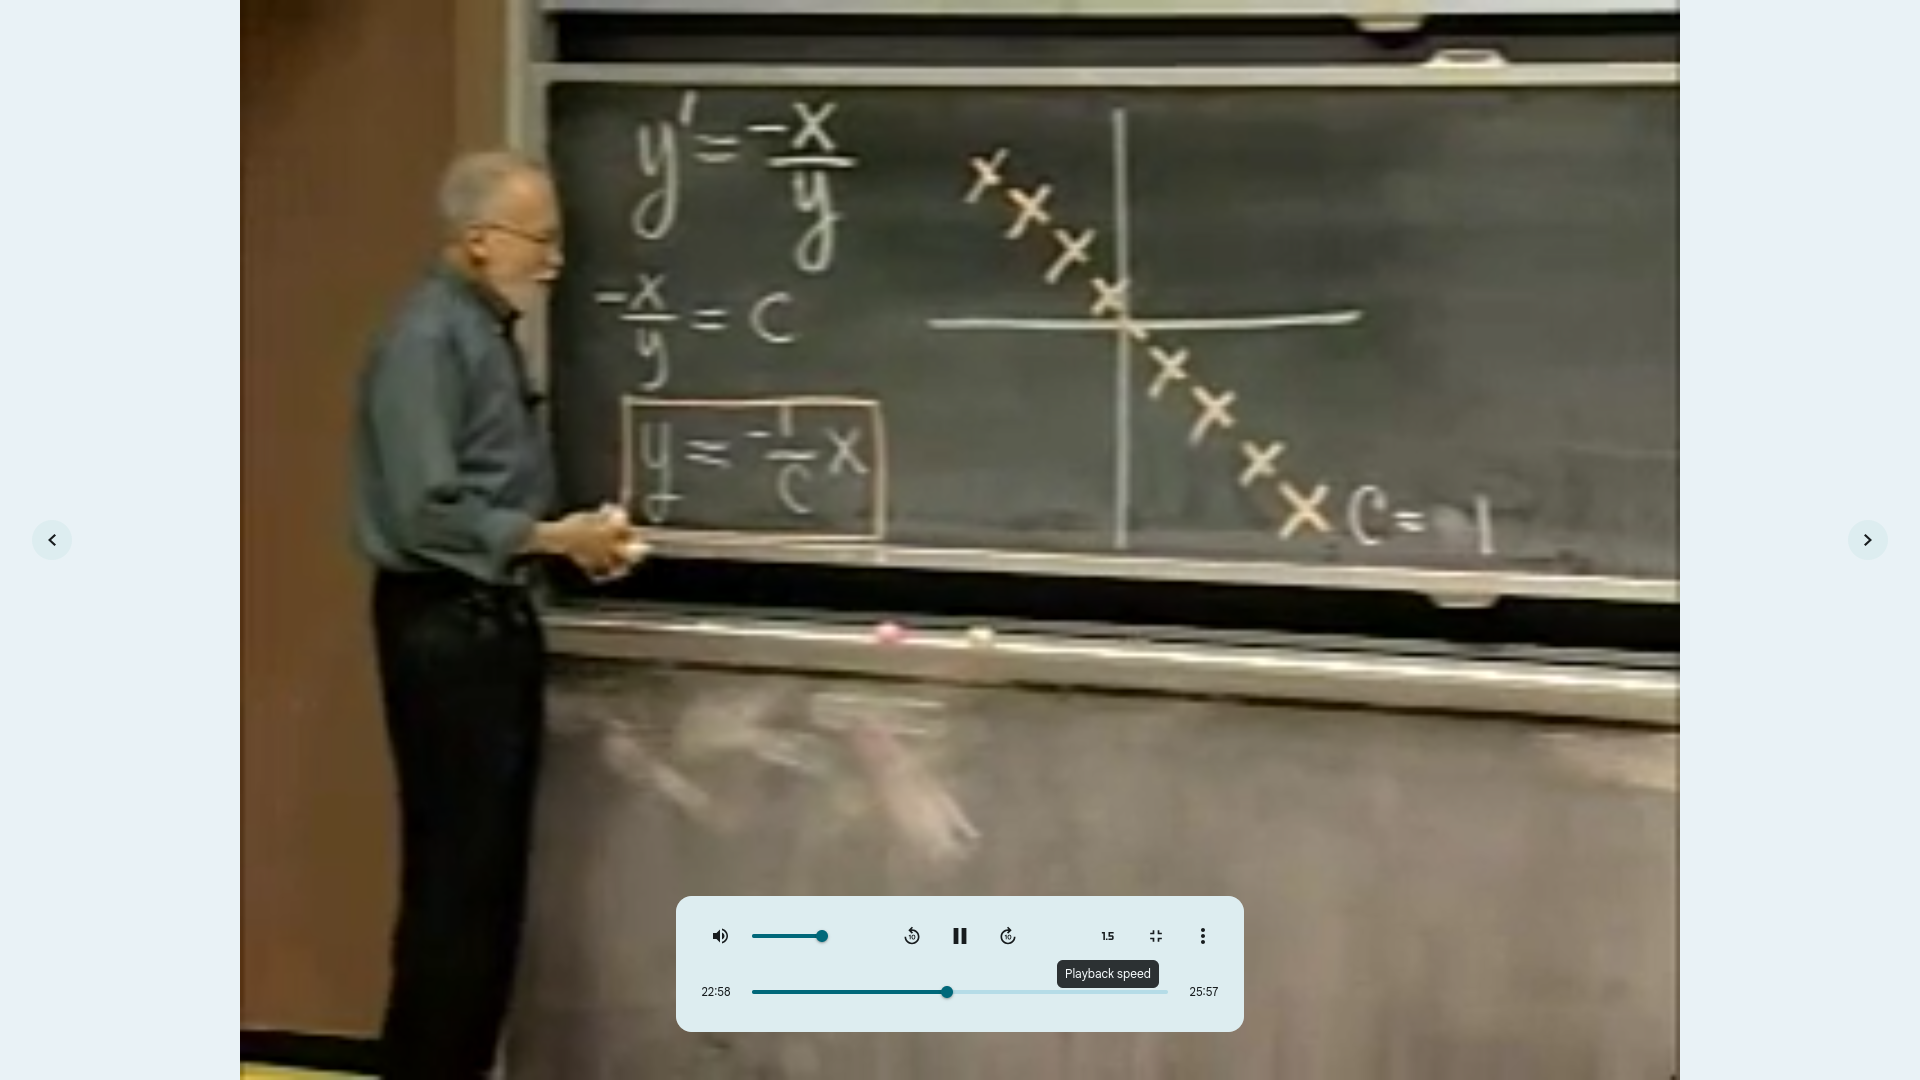 y' = -x/y
-x/y = C
y = -1/C x
C = 1
1.5
Playback speed
22:58
25:57